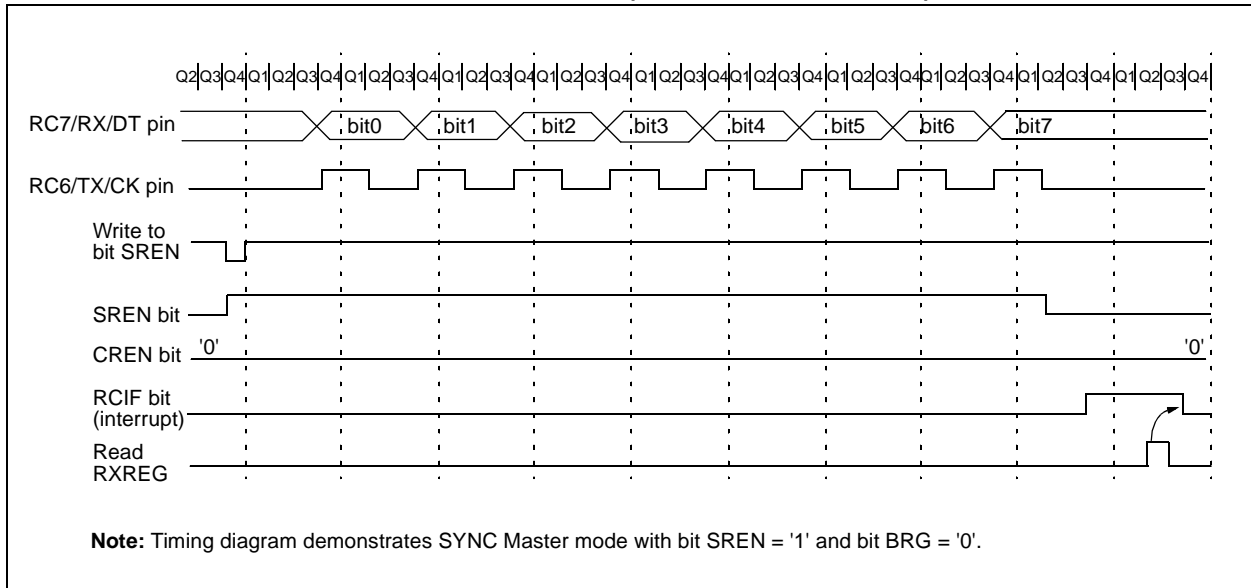 Q2 Q3 Q4 Q1 Q2 Q3 Q4 Q1 Q2 Q3 Q4 Q1 Q2 Q3 Q4 Q1 Q2 Q3 Q4 Q1 Q2 Q3 Q4 Q1 Q2 Q3 Q4 Q1 Q2 Q3 Q4 Q1 Q2 Q3 Q4 Q1 Q2 Q3 Q4 Q1 Q2 Q3 Q4
RC7/RX/DT pin bit0 bit1 bit2 bit3 bit4 bit5 bit6 bit7
RC6/TX/CK pin
Write to
bit SREN
SREN bit
CREN bit '0' '0'
RCIF bit
(interrupt)
Read
RXREG
Note: Timing diagram demonstrates SYNC Master mode with bit SREN = '1' and bit BRG = '0'.